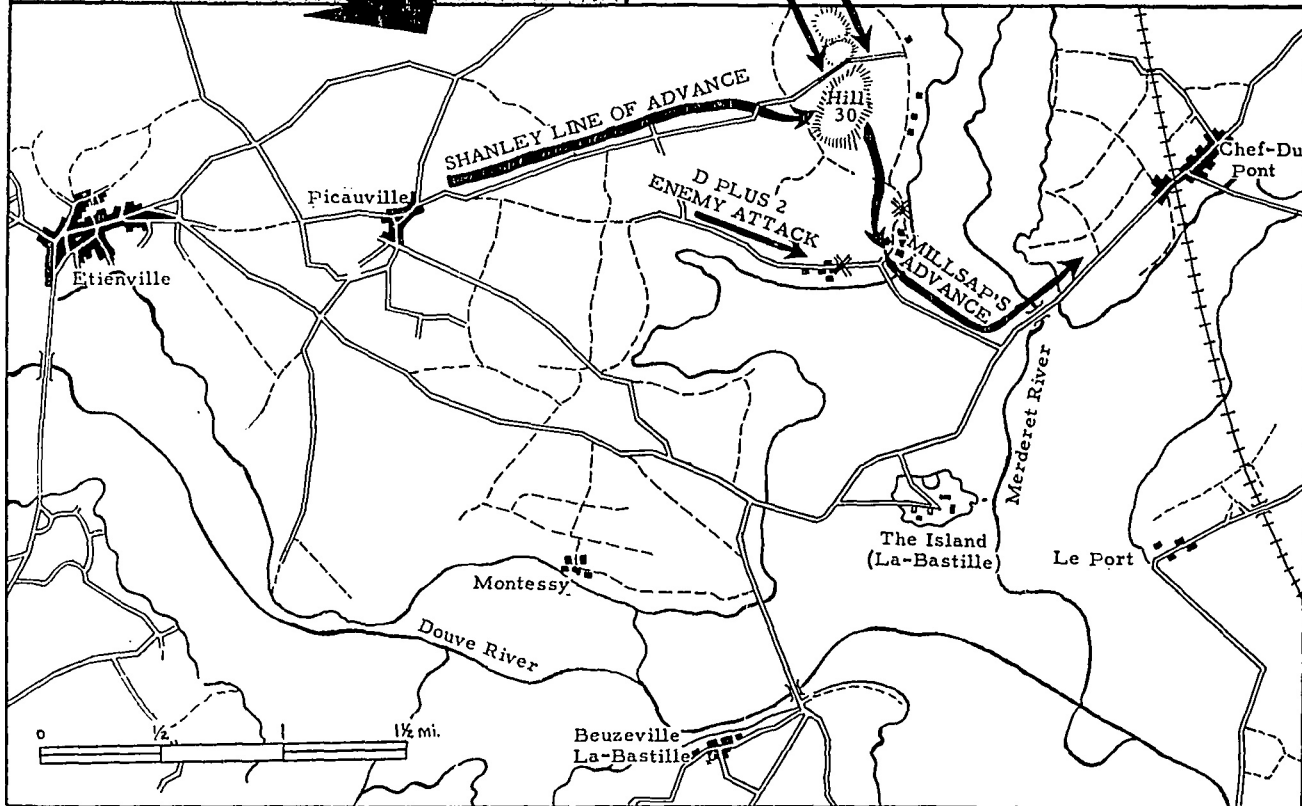 SHANLEY LINE OF ADVANCE
Hill
30
Chef-Du
Pont
Picauville
D PLUS 2
ENEMY ATTACK
Etienville
MILLSAP'S
ADVANCE
Merderet River
The Island
(La-Bastille)
Le Port
Montessy
Douve River
Beuzeville
La-Bastille
0 1/2 1 1½ mi.